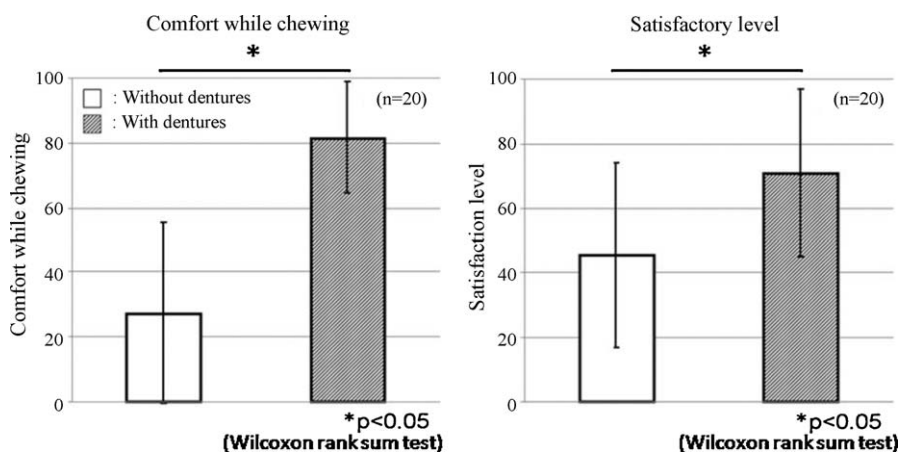 Comfort while chewing
*
100
80
60
40
20
0
Comfort while chewing
: Without dentures
: With dentures
(n=20)
*p<0.05
(Wilcoxon rank sum test)
Satisfactory level
*
100
80
60
40
20
0
Satisfaction level
(n=20)
*p<0.05
(Wilcoxon rank sum test)